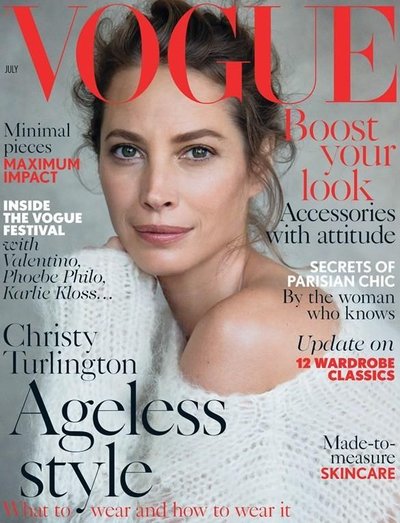 VOGUE
JULY
Minimal
pieces
MAXIMUM
IMPACT
INSIDE
THE VOGUE
FESTIVAL
with
Valentino,
Phoebe Philo,
Karlie Kloss...
Christy
Turlington
Ageless
style
What to wear and how to wear it
Boost
your
look
Accessories
with attitude
SECRETS OF
PARISIAN CHIC
By the woman
who knows
Update on
12 WARDROBE
CLASSICS
Made-to-
measure
SKINCARE